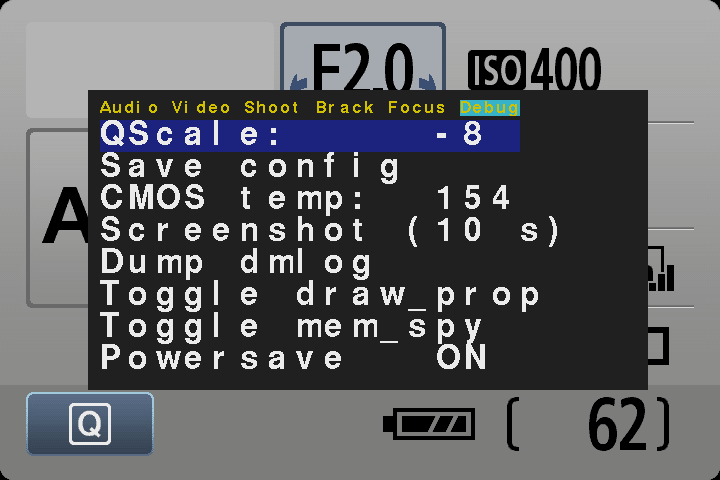 F2.0 ISO 400
Audio Video Shoot Brack Focus Debug
QScale: -8
Save config
CMOS temp: 154
Screenshot (10 s)
Dump dmlog
Toggle draw_prop
Toggle mem_spy
Powersave ON
A
Q [ 62]